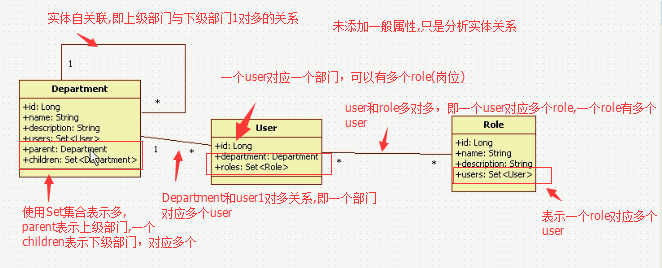 实体自关联,即上级部门与下级部门1对多的关系
未添加一般属性,只是分析实体关系
1
*
Department
+id: Long
+name: String
+description: String
+users: Set<User>
+parent: Department
+children: Set<Department>
一个user对应一个部门，可以有多个role(岗位)
user和role多对多，即一个user对应多个role,一个role有多个
user
1
*
User
+id: Long
+department: Department
+roles: Set<Role>
*
*
Role
+id: Long
+name: String
+description: String
+users: Set<User>
使用Set集合表示多,
parent表示上级部门,一个
children表示下级部门，对应多个
Department和user1对多关系,即一个部门
对应多个user
表示一个role对应多个
user